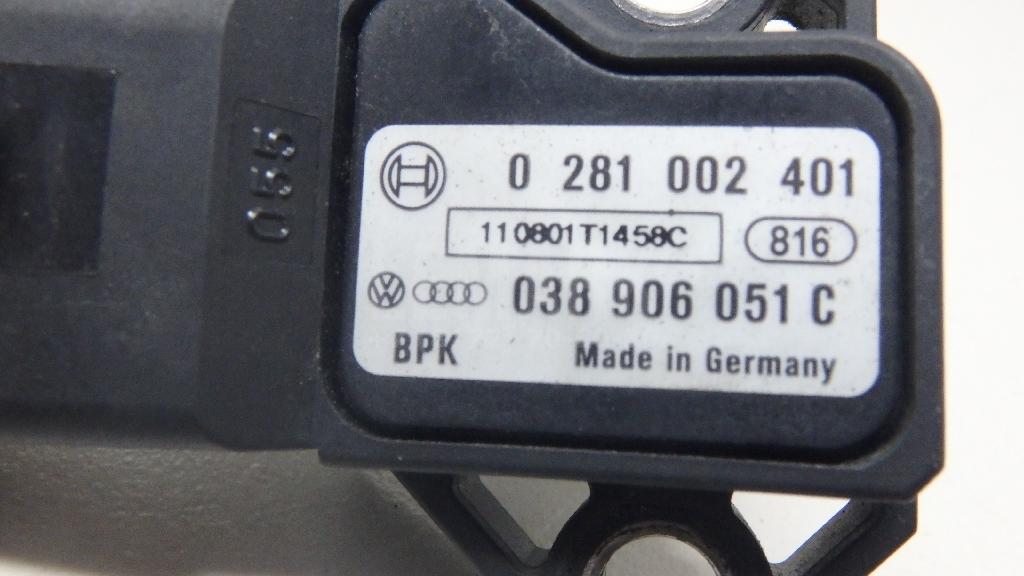 055
0 281 002 401
110801T1458C
816
038 906 051 C
BPK
Made in Germany